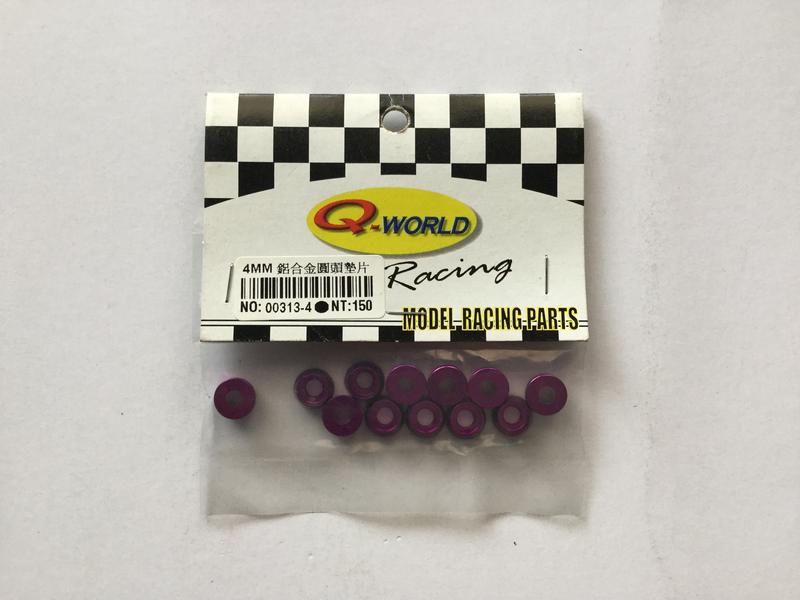 Q-WORLD
Racing
4MM 鋁合金圓頭墊片
NO: 00313-4 ● NT:150
MODEL RACING PARTS